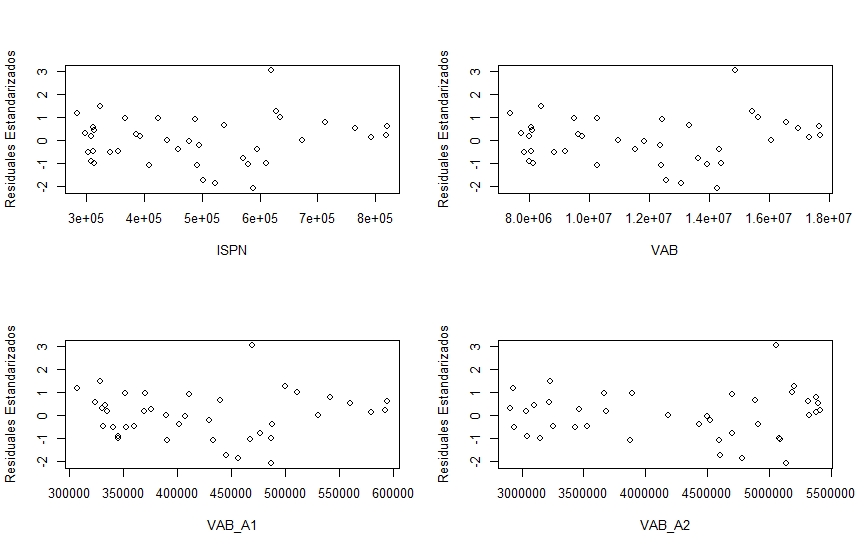 Residuales Estandarizados
3
2
1
0
-1
-2
3e+05 4e+05 5e+05 6e+05 7e+05 8e+05
ISPN
Residuales Estandarizados
3
2
1
0
-1
-2
8.0e+06 1.0e+07 1.2e+07 1.4e+07 1.6e+07 1.8e+07
VAB
Residuales Estandarizados
3
2
1
0
-1
-2
300000 350000 400000 450000 500000 550000 600000
VAB_A1
Residuales Estandarizados
3
2
1
0
-1
-2
3000000 3500000 4000000 4500000 5000000 5500000
VAB_A2